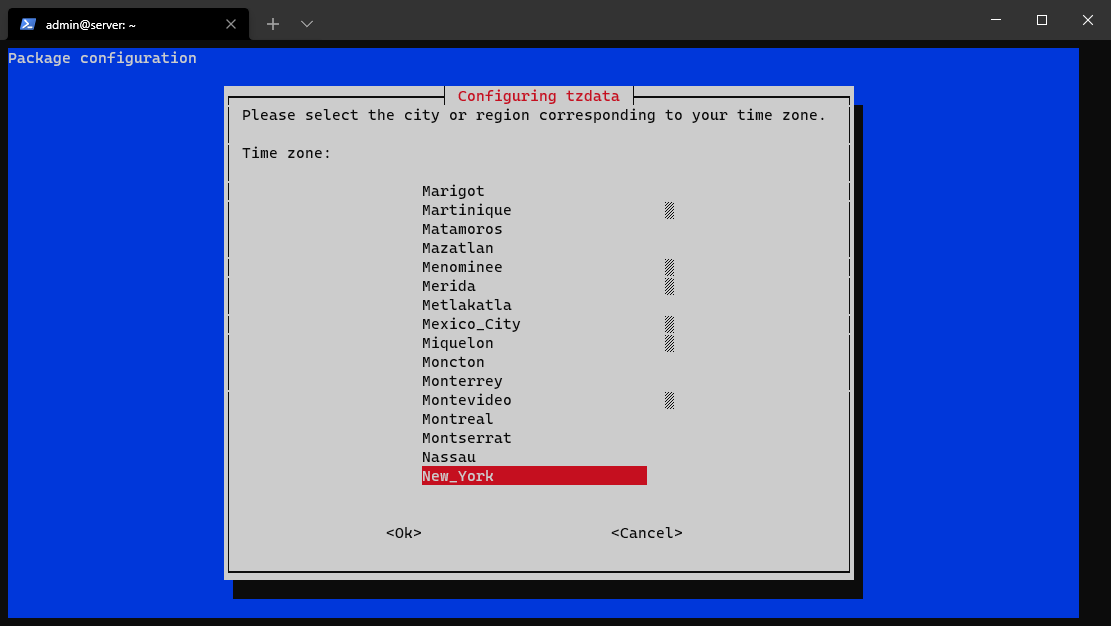 admin@server: ~
Package configuration
Configuring tzdata
Please select the city or region corresponding to your time zone.
Time zone:
Marigot
Martinique
Matamoros
Mazatlan
Menominee
Merida
Metlakatla
Mexico_City
Miquelon
Moncton
Monterrey
Montevideo
Montreal
Montserrat
Nassau
New_York
<Ok> <Cancel>